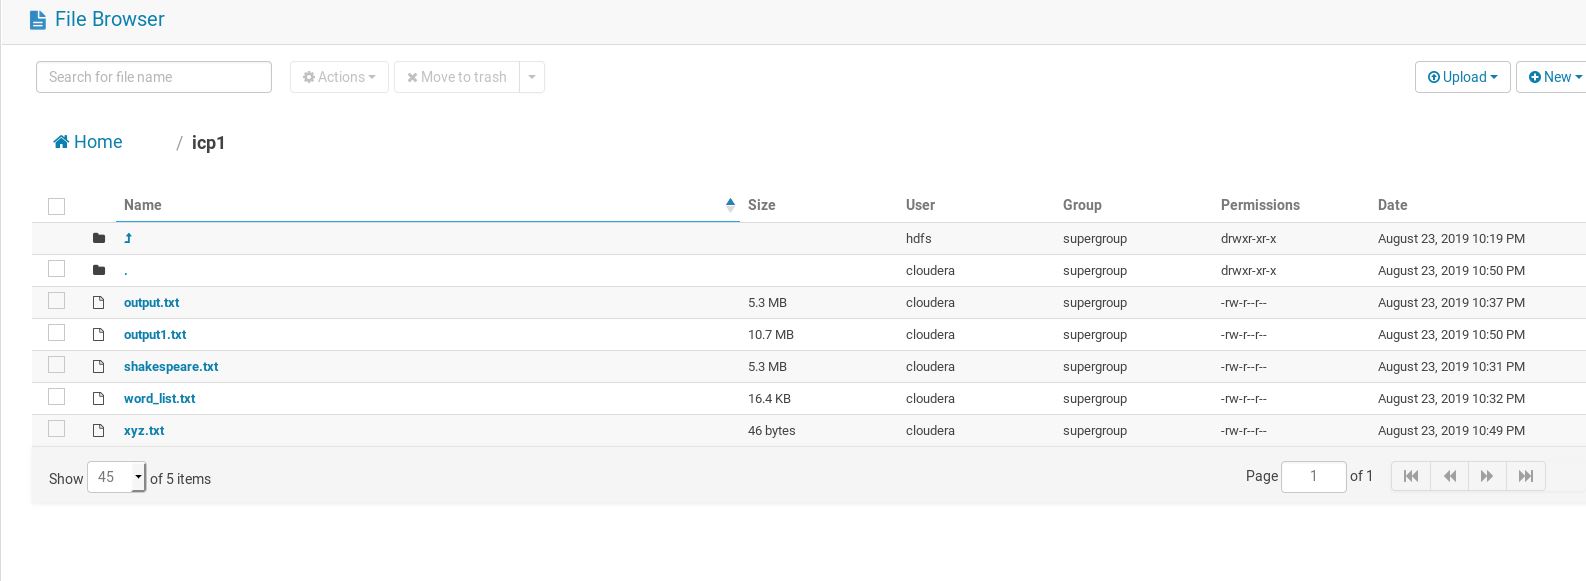 File Browser
Search for file name Actions Move to trash Upload New
Home / icp1
Name Size User Group Permissions Date
hdfs supergroup drwxr-xr-x August 23, 2019 10:19 PM
. cloudera supergroup drwxr-xr-x August 23, 2019 10:50 PM
output.txt 5.3 MB cloudera supergroup -rw-r--r-- August 23, 2019 10:37 PM
output1.txt 10.7 MB cloudera supergroup -rw-r--r-- August 23, 2019 10:50 PM
shakespeare.txt 5.3 MB cloudera supergroup -rw-r--r-- August 23, 2019 10:31 PM
word_list.txt 16.4 KB cloudera supergroup -rw-r--r-- August 23, 2019 10:32 PM
xyz.txt 46 bytes cloudera supergroup -rw-r--r-- August 23, 2019 10:49 PM
Show 45 of 5 items Page 1 of 1